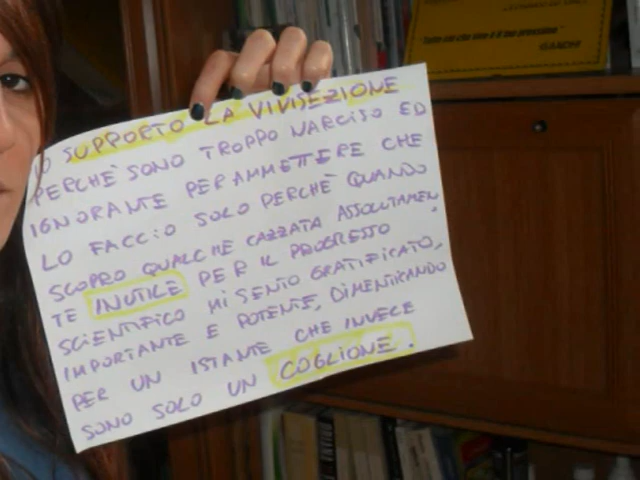 IO SUPPORTO LA VIVISEZIONE
PERCHÈ SONO TROPPO NARCISO ED
IGNORANTE PER AMMETTERE CHE
LO FACCIO SOLO PERCHÈ QUANDO
SCOPRO QUALCHE CAZZATA ASSOLUTAMEN
TE INUTILE PER IL PROGRESSO
SCIENTIFICO MI SENTO GRATIFICATO,
IMPORTANTE E POTENTE, DIMENTICANDO
PER UN ISTANTE CHE INVECE
SONO SOLO UN COGLIONE.
GANDHI